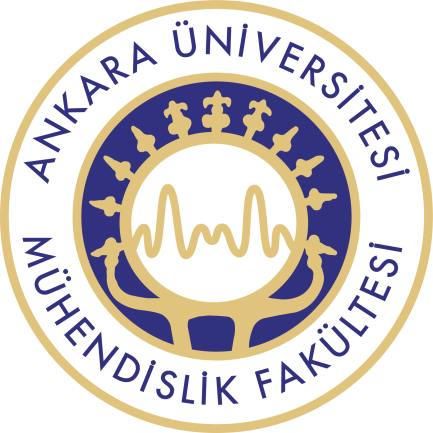 ANKARA ÜNİVERSİTESİ
MÜHENDİSLİK FAKÜLTESİ